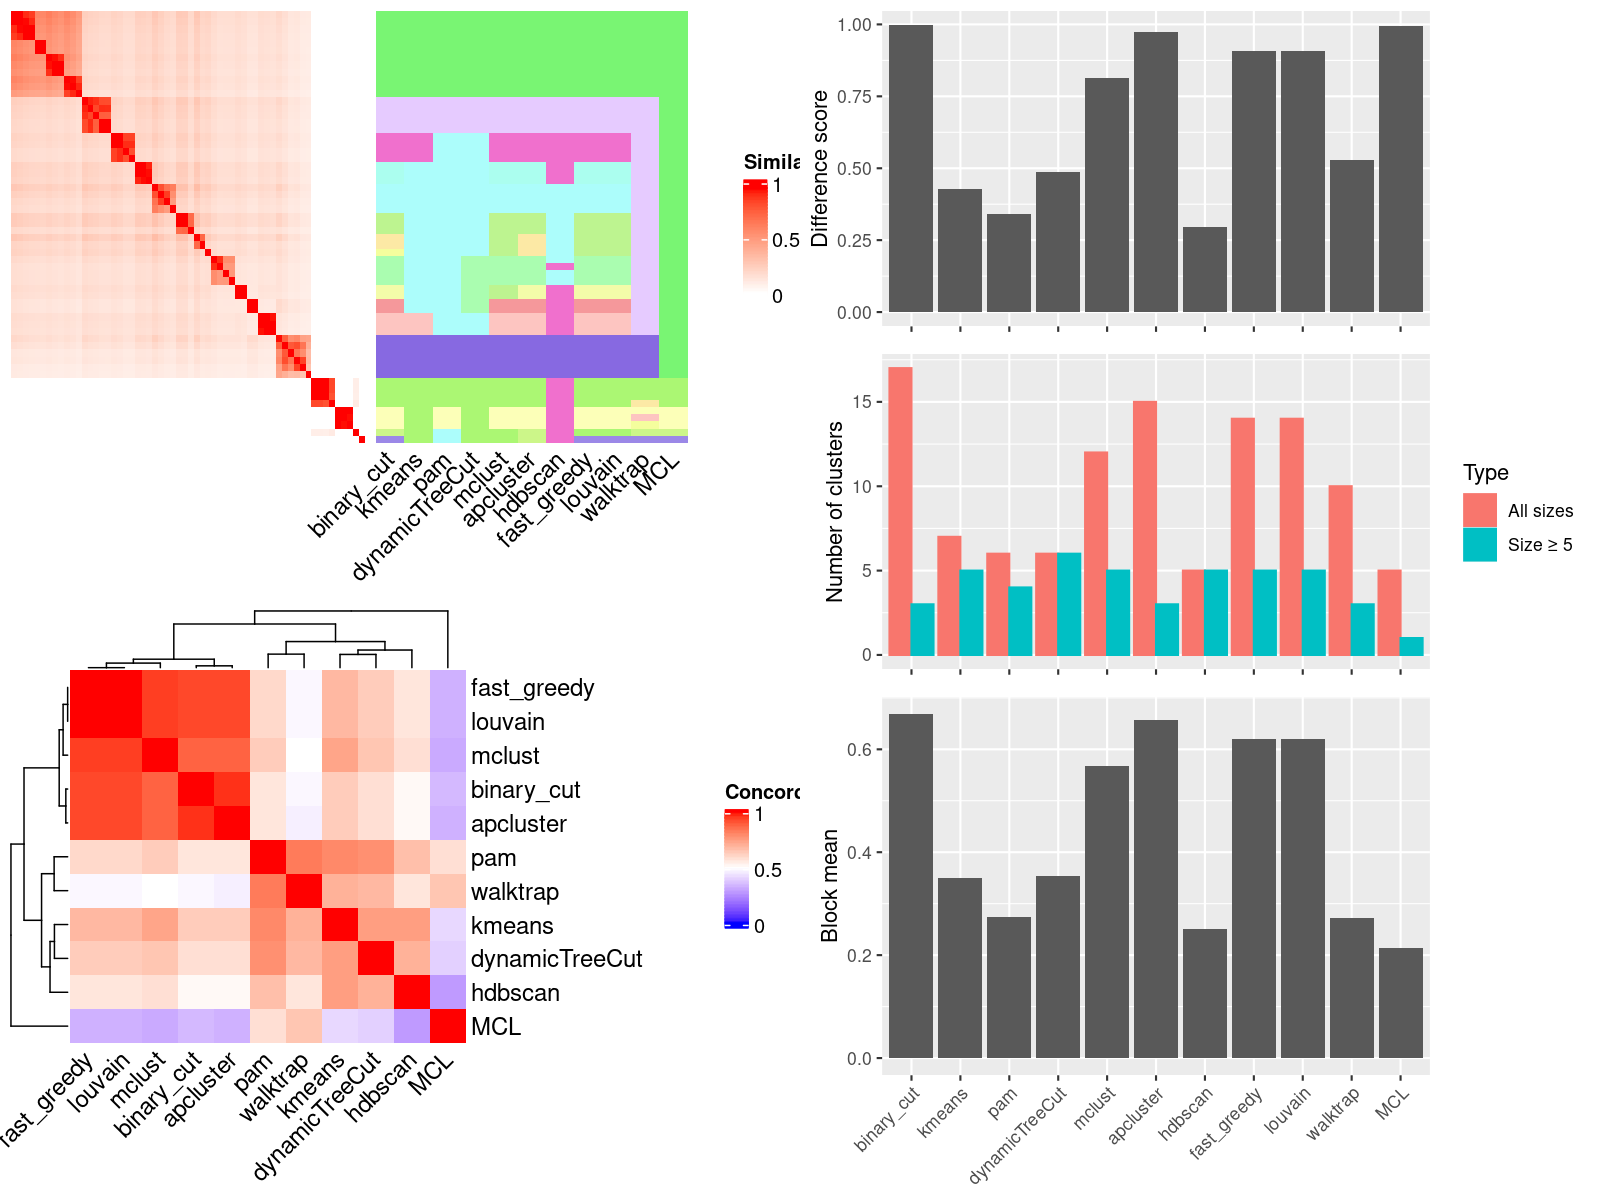 Simila
1
0.5
0
binary_cut
kmeans
pam
dynamicTreeCut
mclust
apcluster
hdbscan
fast_greedy
louvain
walktrap
MCL
fast_greedy
louvain
mclust
binary_cut
apcluster
pam
walktrap
kmeans
dynamicTreeCut
hdbscan
MCL
Concord
1
0.5
0
fast_greedy
louvain
mclust
binary_cut
apcluster
pam
walktrap
kmeans
dynamicTreeCut
hdbscan
MCL
Difference score
1.00
0.75
0.50
0.25
0.00
Number of clusters
15
10
5
0
Type
All sizes
Size ≥ 5
Block mean
0.6
0.4
0.2
0.0
binary_cut
kmeans
pam
dynamicTreeCut
mclust
apcluster
hdbscan
fast_greedy
louvain
walktrap
MCL